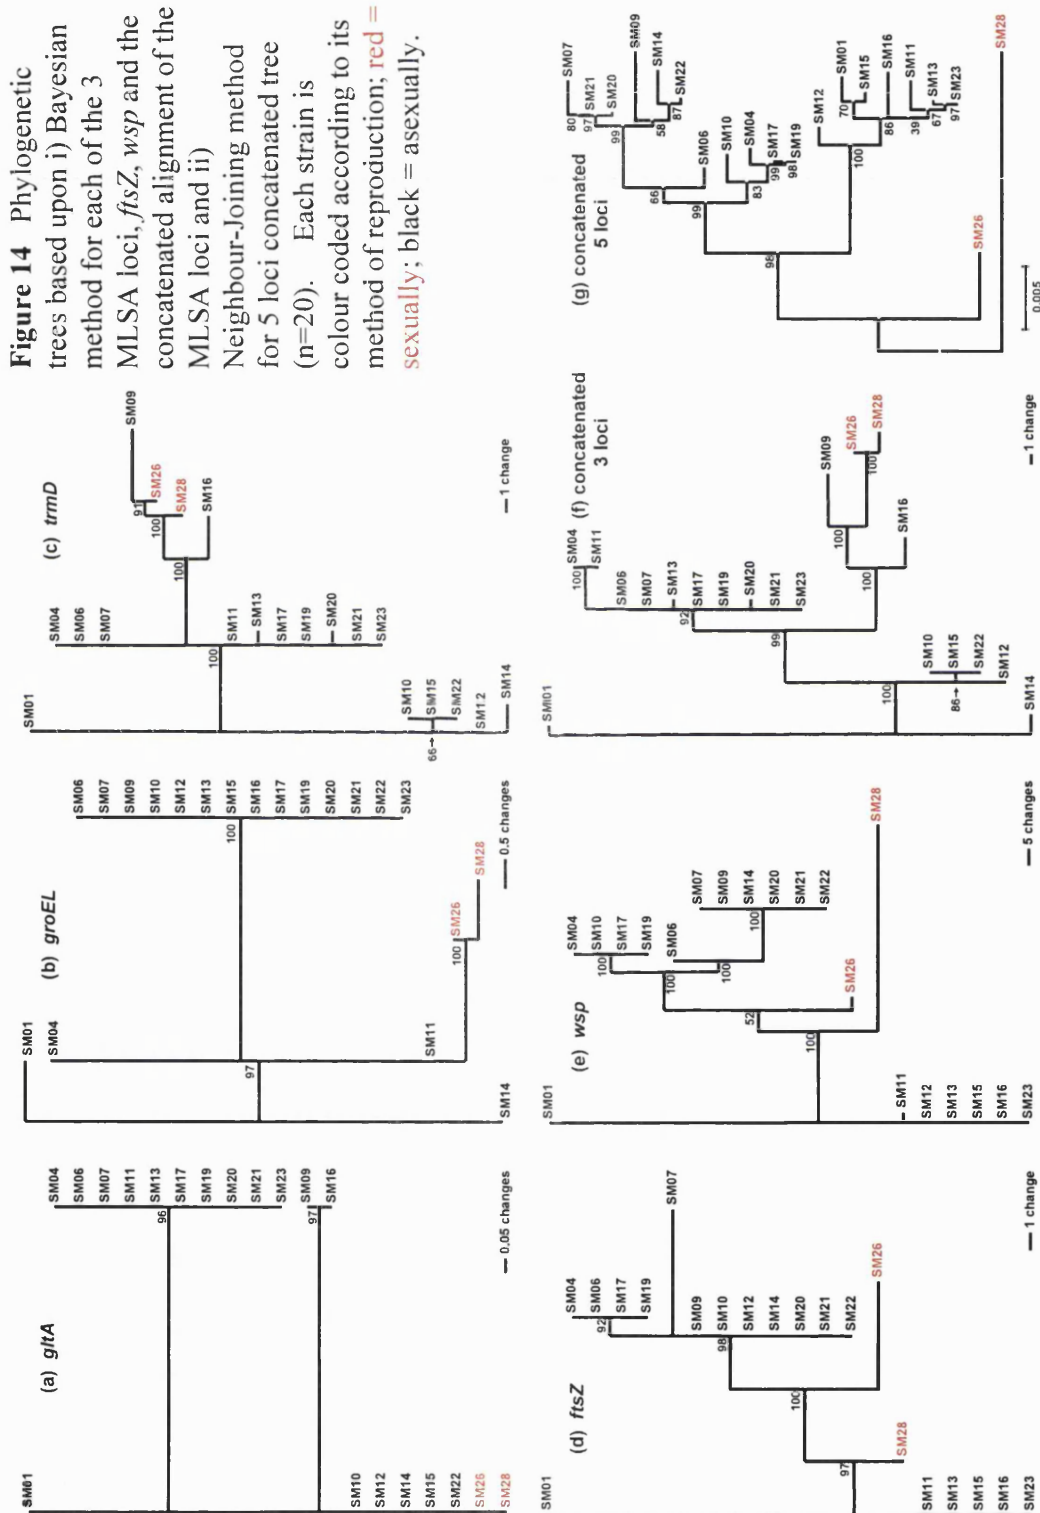 Figure 14 Phylogenetic
trees based upon i) Bayesian
method for each of the 3
MLSA loci, ftsZ, wsp and the
concatenated alignment of the
MLSA loci and ii)
Neighbour-Joining method
for 5 loci concatenated tree
(n=20). Each strain is
colour coded according to its
method of reproduction; red =
sexually; black = asexually.
(a) gltA
SM01
96
SM04
SM06
SM07
SM11
SM13
SM17
SM19
SM20
SM21
SM23
97
SM09
SM16
SM10
SM12
SM14
SM15
SM22
SM26
SM28
0.05 changes
(b) groEL
SM01
SM04
97
100
SM06
SM07
SM09
SM10
SM12
SM13
SM15
SM16
SM17
SM19
SM20
SM21
SM22
SM23
SM11
100
SM26
SM28
SM14
0.5 changes
(c) trmD
SM01
100
SM04
SM06
SM07
100
100
91
SM09
SM26
SM28
SM16
SM11
SM13
SM17
SM19
SM20
SM21
SM23
66→
SM10
SM15
SM22
SM12
SM14
1 change
(d) ftsZ
SM01
97
100
98
92
SM04
SM06
SM17
SM19
SM07
SM09
SM10
SM12
SM14
SM20
SM21
SM22
SM26
SM28
SM11
SM13
SM15
SM16
SM23
1 change
(e) wsp
SM01
100
52
100
100
SM04
SM10
SM17
SM19
SM06
100
100
SM07
SM09
SM14
SM20
SM21
SM22
SM26
SM28
SM11
SM12
SM13
SM15
SM16
SM23
5 changes
(f) concatenated
3 loci
SM01
100
99
92
100
SM04
SM11
SM06
SM07
SM13
SM17
SM19
SM20
SM21
SM23
100
100
SM09
100
SM26
SM28
SM16
86→
SM10
SM15
SM22
SM12
SM14
1 change
(g) concatenated
5 loci
98
99
66
99
80
97
SM07
SM21
SM20
58
SM09
87
SM14
SM22
SM06
83
SM10
99
SM04
98
SM17
SM19
100
SM12
86
70
SM01
SM15
SM16
39
SM11
67
SM13
97
SM23
SM26
SM28
0.005